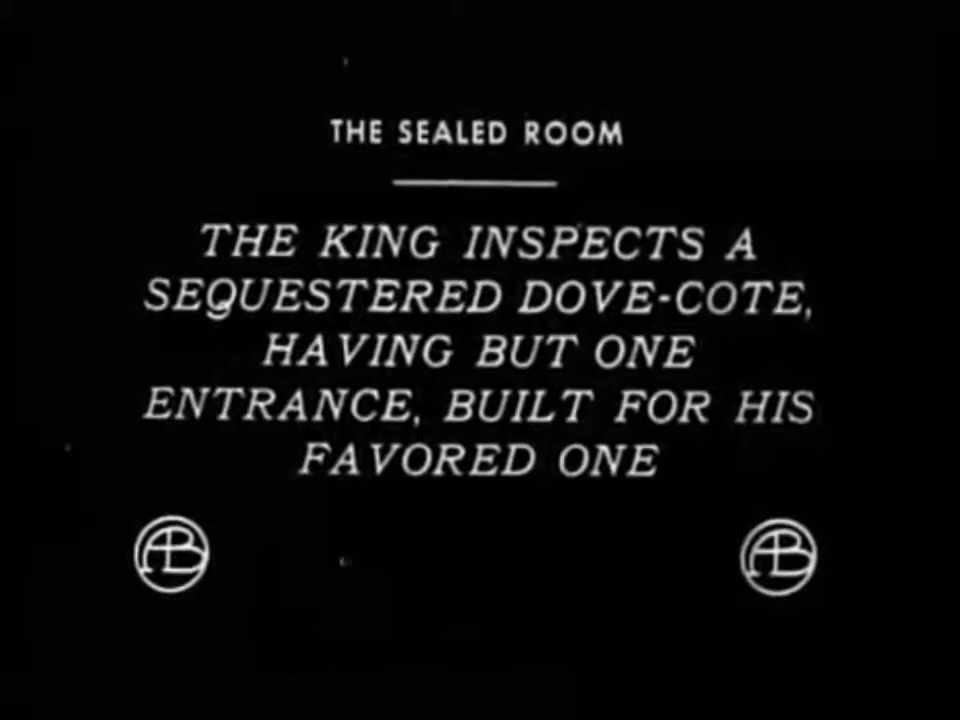 THE SEALED ROOM
THE KING INSPECTS A
SEQUESTERED DOVE-COTE,
HAVING BUT ONE
ENTRANCE, BUILT FOR HIS
FAVORED ONE
AB AB